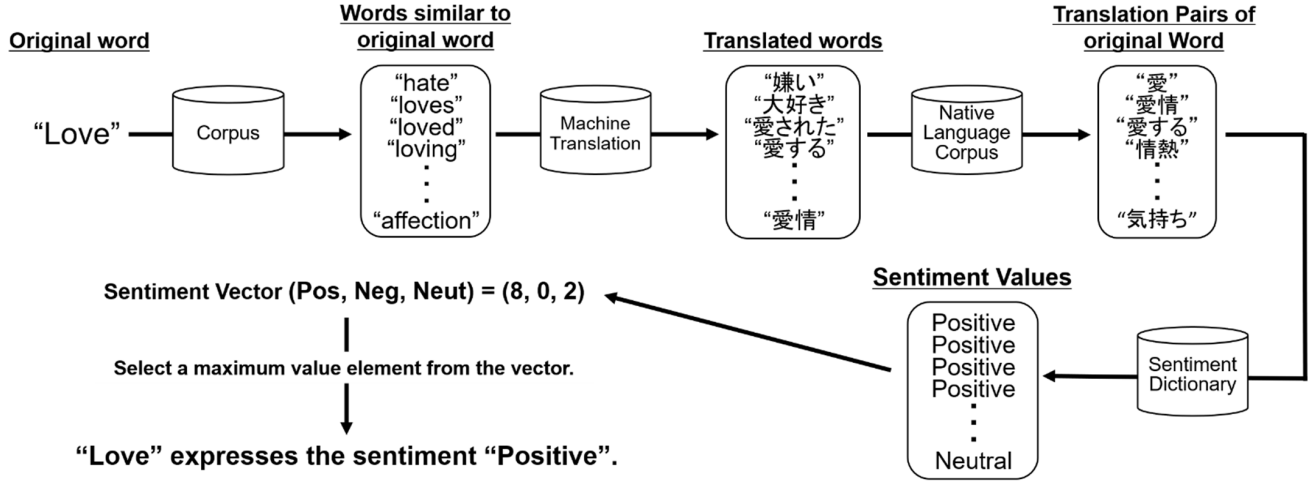 Original word
“Love”
Corpus
Words similar to
original word
“hate”
“loves”
“loved”
“loving”
“affection”
Machine
Translation
Translated words
“嫌い”
“大好き”
“愛された”
“愛する”
“愛情”
Native
Language
Corpus
Translation Pairs of
original Word
“愛”
“愛情”
“愛する”
“情熱”
“気持ち”
Sentiment
Dictionary
Sentiment Values
Positive
Positive
Positive
Positive
Neutral
Sentiment Vector (Pos, Neg, Neut) = (8, 0, 2)
Select a maximum value element from the vector.
“Love” expresses the sentiment “Positive”.